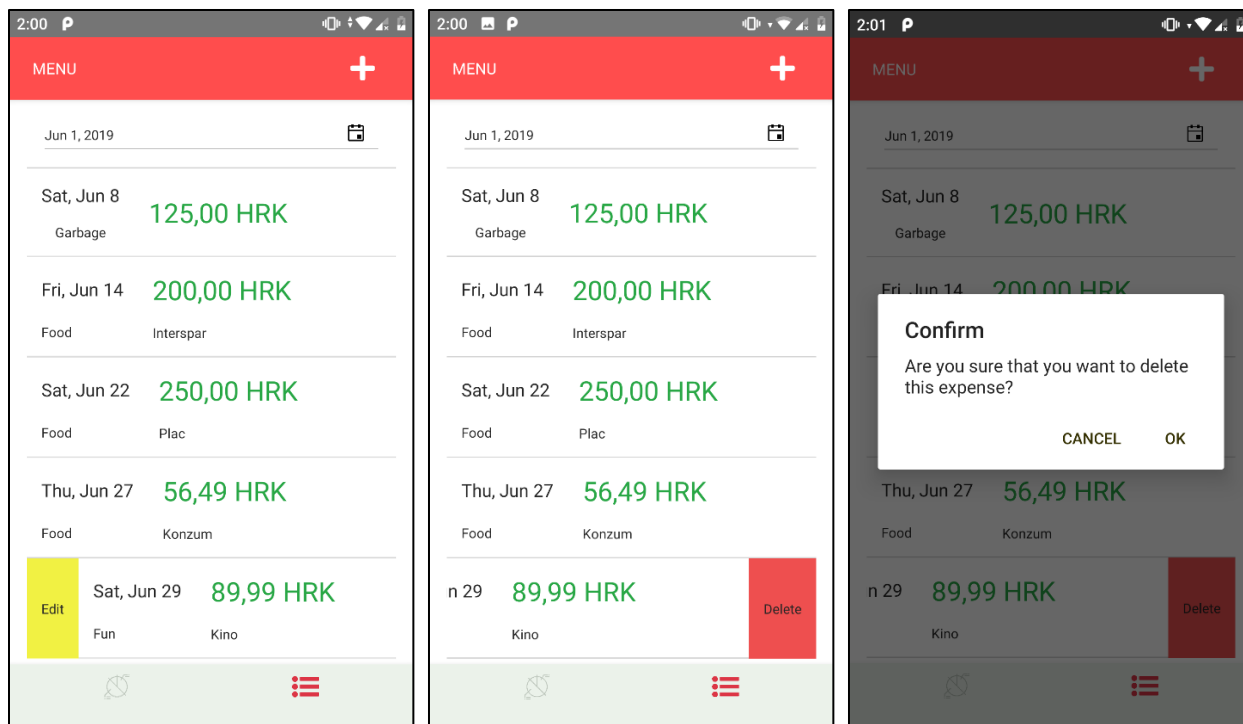 2:00
MENU
Jun 1, 2019
Sat, Jun 8
125,00 HRK
Garbage
Fri, Jun 14
200,00 HRK
Food
Interspar
Sat, Jun 22
250,00 HRK
Food
Plac
Thu, Jun 27
56,49 HRK
Food
Konzum
Edit
Sat, Jun 29
89,99 HRK
Fun
Kino
2:00
MENU
Jun 1, 2019
Sat, Jun 8
125,00 HRK
Garbage
Fri, Jun 14
200,00 HRK
Food
Interspar
Sat, Jun 22
250,00 HRK
Food
Plac
Thu, Jun 27
56,49 HRK
Food
Konzum
n 29
89,99 HRK
Kino
Delete
2:01
MENU
Jun 1, 2019
Sat, Jun 8
125,00 HRK
Garbage
Fri, Jun 14
200,00 HRK
Confirm
Are you sure that you want to delete
this expense?
CANCEL
OK
Thu, Jun 27
56,49 HRK
Food
Konzum
n 29
89,99 HRK
Kino
Delete